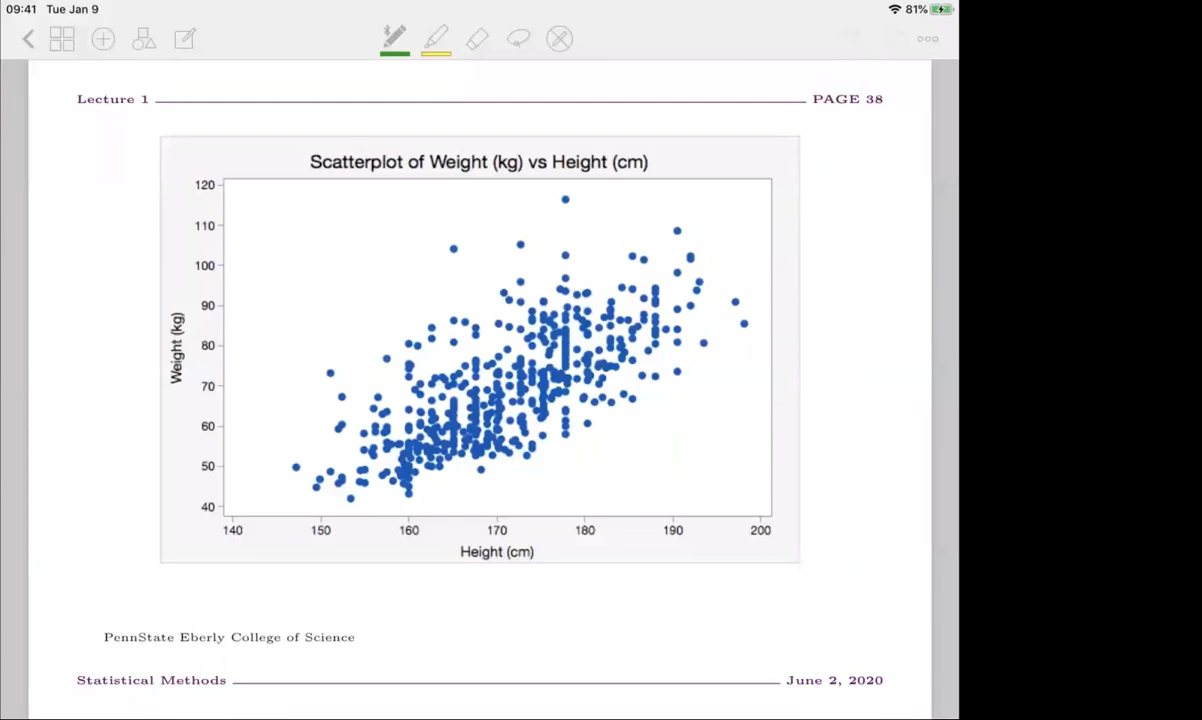 09:41 Tue Jan 9
81%
Lecture 1 PAGE 38
Scatterplot of Weight (kg) vs Height (cm)
120
110
100
90
80
70
60
50
40
Weight (kg)
140 150 160 170 180 190 200
Height (cm)
PennState Eberly College of Science
Statistical Methods June 2, 2020